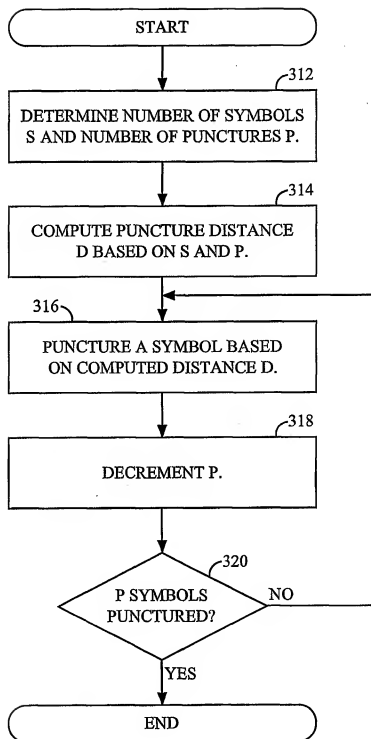 START
312
DETERMINE NUMBER OF SYMBOLS
S AND NUMBER OF PUNCTURES P.
314
COMPUTE PUNCTURE DISTANCE
D BASED ON S AND P.
316
PUNCTURE A SYMBOL BASED
ON COMPUTED DISTANCE D.
318
DECREMENT P.
320
P SYMBOLS
PUNCTURED?
NO
YES
END